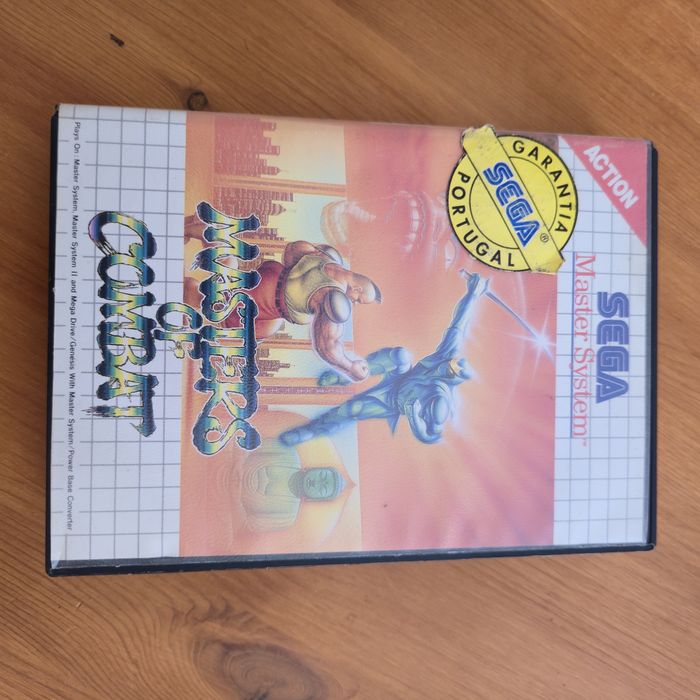 ACTION
SEGA
Master System™
GARANTIA
SEGA®
PORTUGAL
MASTERS
OF
COMBAT
Plays On: Master System, Master System II and Mega Drive/Genesis With Master System/Power Base Converter